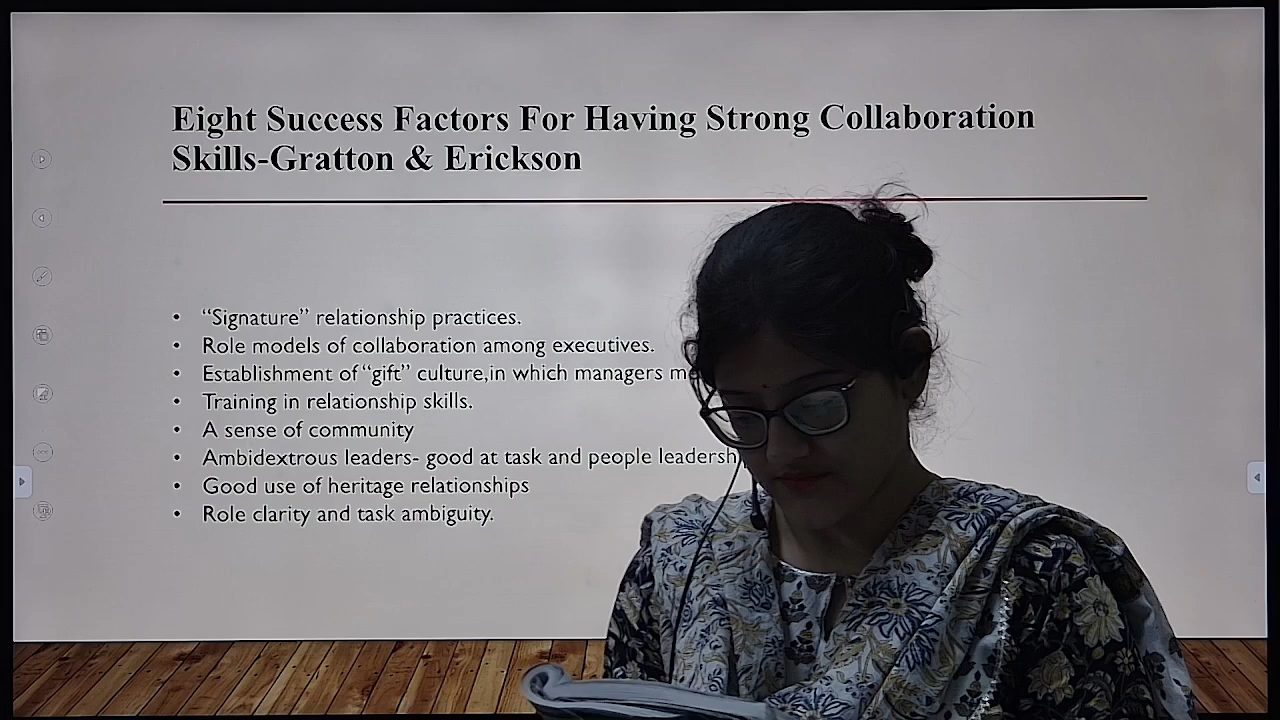 Eight Success Factors For Having Strong Collaboration
Skills-Gratton & Erickson
• “Signature” relationship practices.
• Role models of collaboration among executives.
• Establishment of “gift” culture,in which managers
• Training in relationship skills.
• A sense of community
• Ambidextrous leaders- good at task and people
• Good use of heritage relationships
• Role clarity and task ambiguity.